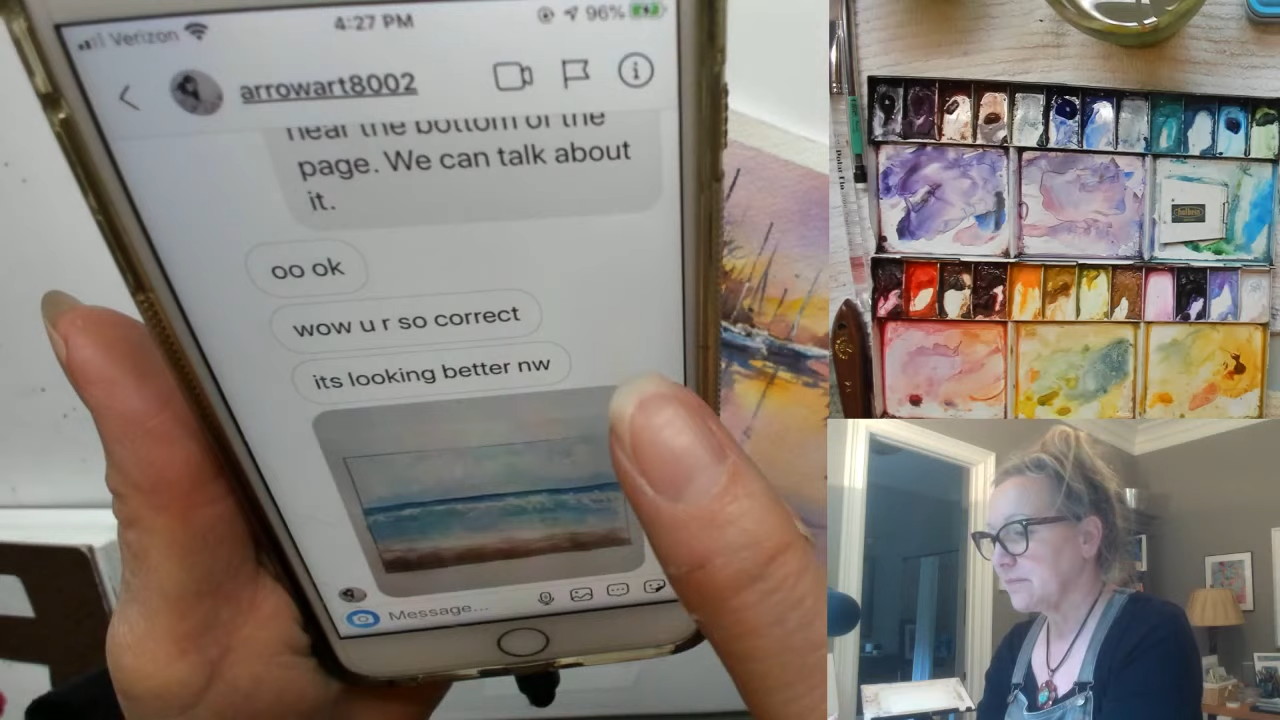 Verizon
4:27 PM
96%
arrowart8002
near the bottom of the
page. We can talk about
it.
oo ok
wow u r so correct
its looking better nw
Message...